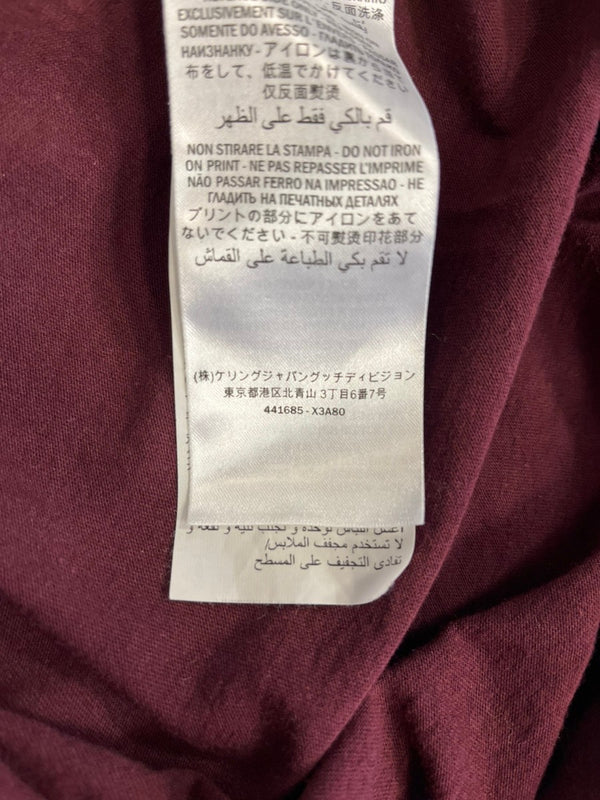 反面洗涤
EXCLUSIVEMENT SUR L'
SOMENTE DO AVESSO -
НАИЗНАНКУ - アイロンは裏から当て
布をして、低温でかけてください
仅反面熨烫
قم بالكي فقط على الظهر
NON STIRARE LA STAMPA - DO NOT IRON
ON PRINT - NE PAS REPASSER L'IMPRIME
NÃO PASSAR FERRO NA IMPRESSAO - НЕ
ГЛАДИТЬ НА ПЕЧАТНЫХ ДЕТАЛЯХ
プリントの部分にアイロンをあて
ないでください - 不可熨烫印花部分
لا تقم بكي الطباعة على القماش
(株)ケリングジャパングッチディビジョン
東京都港区北青山3丁目6番7号
441685 - X3A80
لا تستخدم مجفف الملابس/
تفادى التجفيف على المسطح